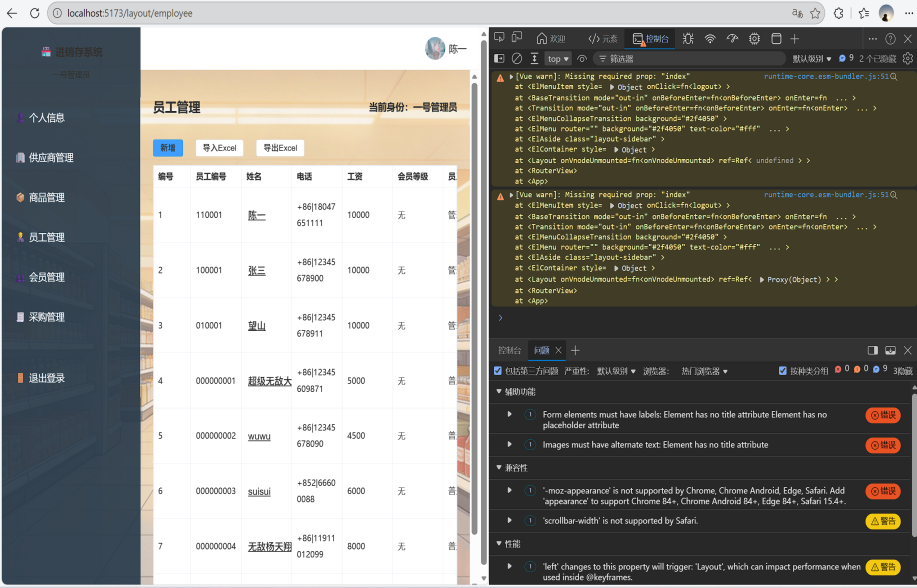 localhost:5173/layout/employee
进销存系统
一号管理员
个人信息
供应商管理
商品管理
员工管理
会员管理
采购管理
退出登录
陈一
员工管理
当前身份: 一号管理员
新增 导入Excel 导出Excel
编号 员工编号 姓名 电话 工资 会员等级 员
1 110001 陈一 +86|18047651111 10000 无 管
2 100001 张三 +86|12345678900 10000 无 管
3 010001 望山 +86|12345678911 10000 无 管
4 000000001 超级无敌大 +86|12345609871 5000 无 普
5 000000002 wuwu +86|12345678090 4500 无 普
6 000000003 suisui +852|66600088 6000 无 普
7 000000004 无敌杨天翔 +86|11911012099 8000 无 普
欢迎 元素 控制台
top 筛选器 默认级别 9 2 个已隐藏
[Vue warn]: Missing required prop: "index" runtime-core.esm-bundler.js:51
at <ElMenuItem style= ▶Object onClick=fn<logout> >
at <BaseTransition mode="out-in" onBeforeEnter=fn<onBeforeEnter> onEnter=fn ... >
at <Transition mode="out-in" onBeforeEnter=fn<onBeforeEnter> onEnter=fn<onEnter> ... >
at <ElMenuCollapseTransition background="#2f4050" >
at <ElMenu router="" background="#2f4050" text-color="#fff" ... >
at <ElAside class="layout-sidebar" >
at <ElContainer style= ▶Object >
at <Layout onVnodeUnmounted=fn<onVnodeUnmounted> ref=Ref< undefined > >
at <RouterView>
at <App>
[Vue warn]: Missing required prop: "index" runtime-core.esm-bundler.js:51
at <ElMenuItem style= ▶Object onClick=fn<logout> >
at <BaseTransition mode="out-in" onBeforeEnter=fn<onBeforeEnter> onEnter=fn ... >
at <Transition mode="out-in" onBeforeEnter=fn<onBeforeEnter> onEnter=fn<onEnter> ... >
at <ElMenuCollapseTransition background="#2f4050" >
at <ElMenu router="" background="#2f4050" text-color="#fff" ... >
at <ElAside class="layout-sidebar" >
at <ElContainer style= ▶Object >
at <Layout onVnodeUnmounted=fn<onVnodeUnmounted> ref=Ref< ▶Proxy(Object) > >
at <RouterView>
at <App>
控制台 问题
包括第三方问题 严重性: 默认级别 浏览器: 热门浏览器 按种类分组 0 0 9 3隐藏
辅助功能
1 Form elements must have labels: Element has no title attribute Element has no placeholder attribute 错误
1 Images must have alternate text: Element has no title attribute 错误
兼容性
1 '-moz-appearance' is not supported by Chrome, Chrome Android, Edge, Safari. Add 'appearance' to support Chrome 84+, Chrome Android 84+, Edge 84+, Safari 15.4+. 错误
1 'scrollbar-width' is not supported by Safari. 警告
性能
1 'left' changes to this property will trigger: 'Layout', which can impact performance when used inside @keyframes. 警告